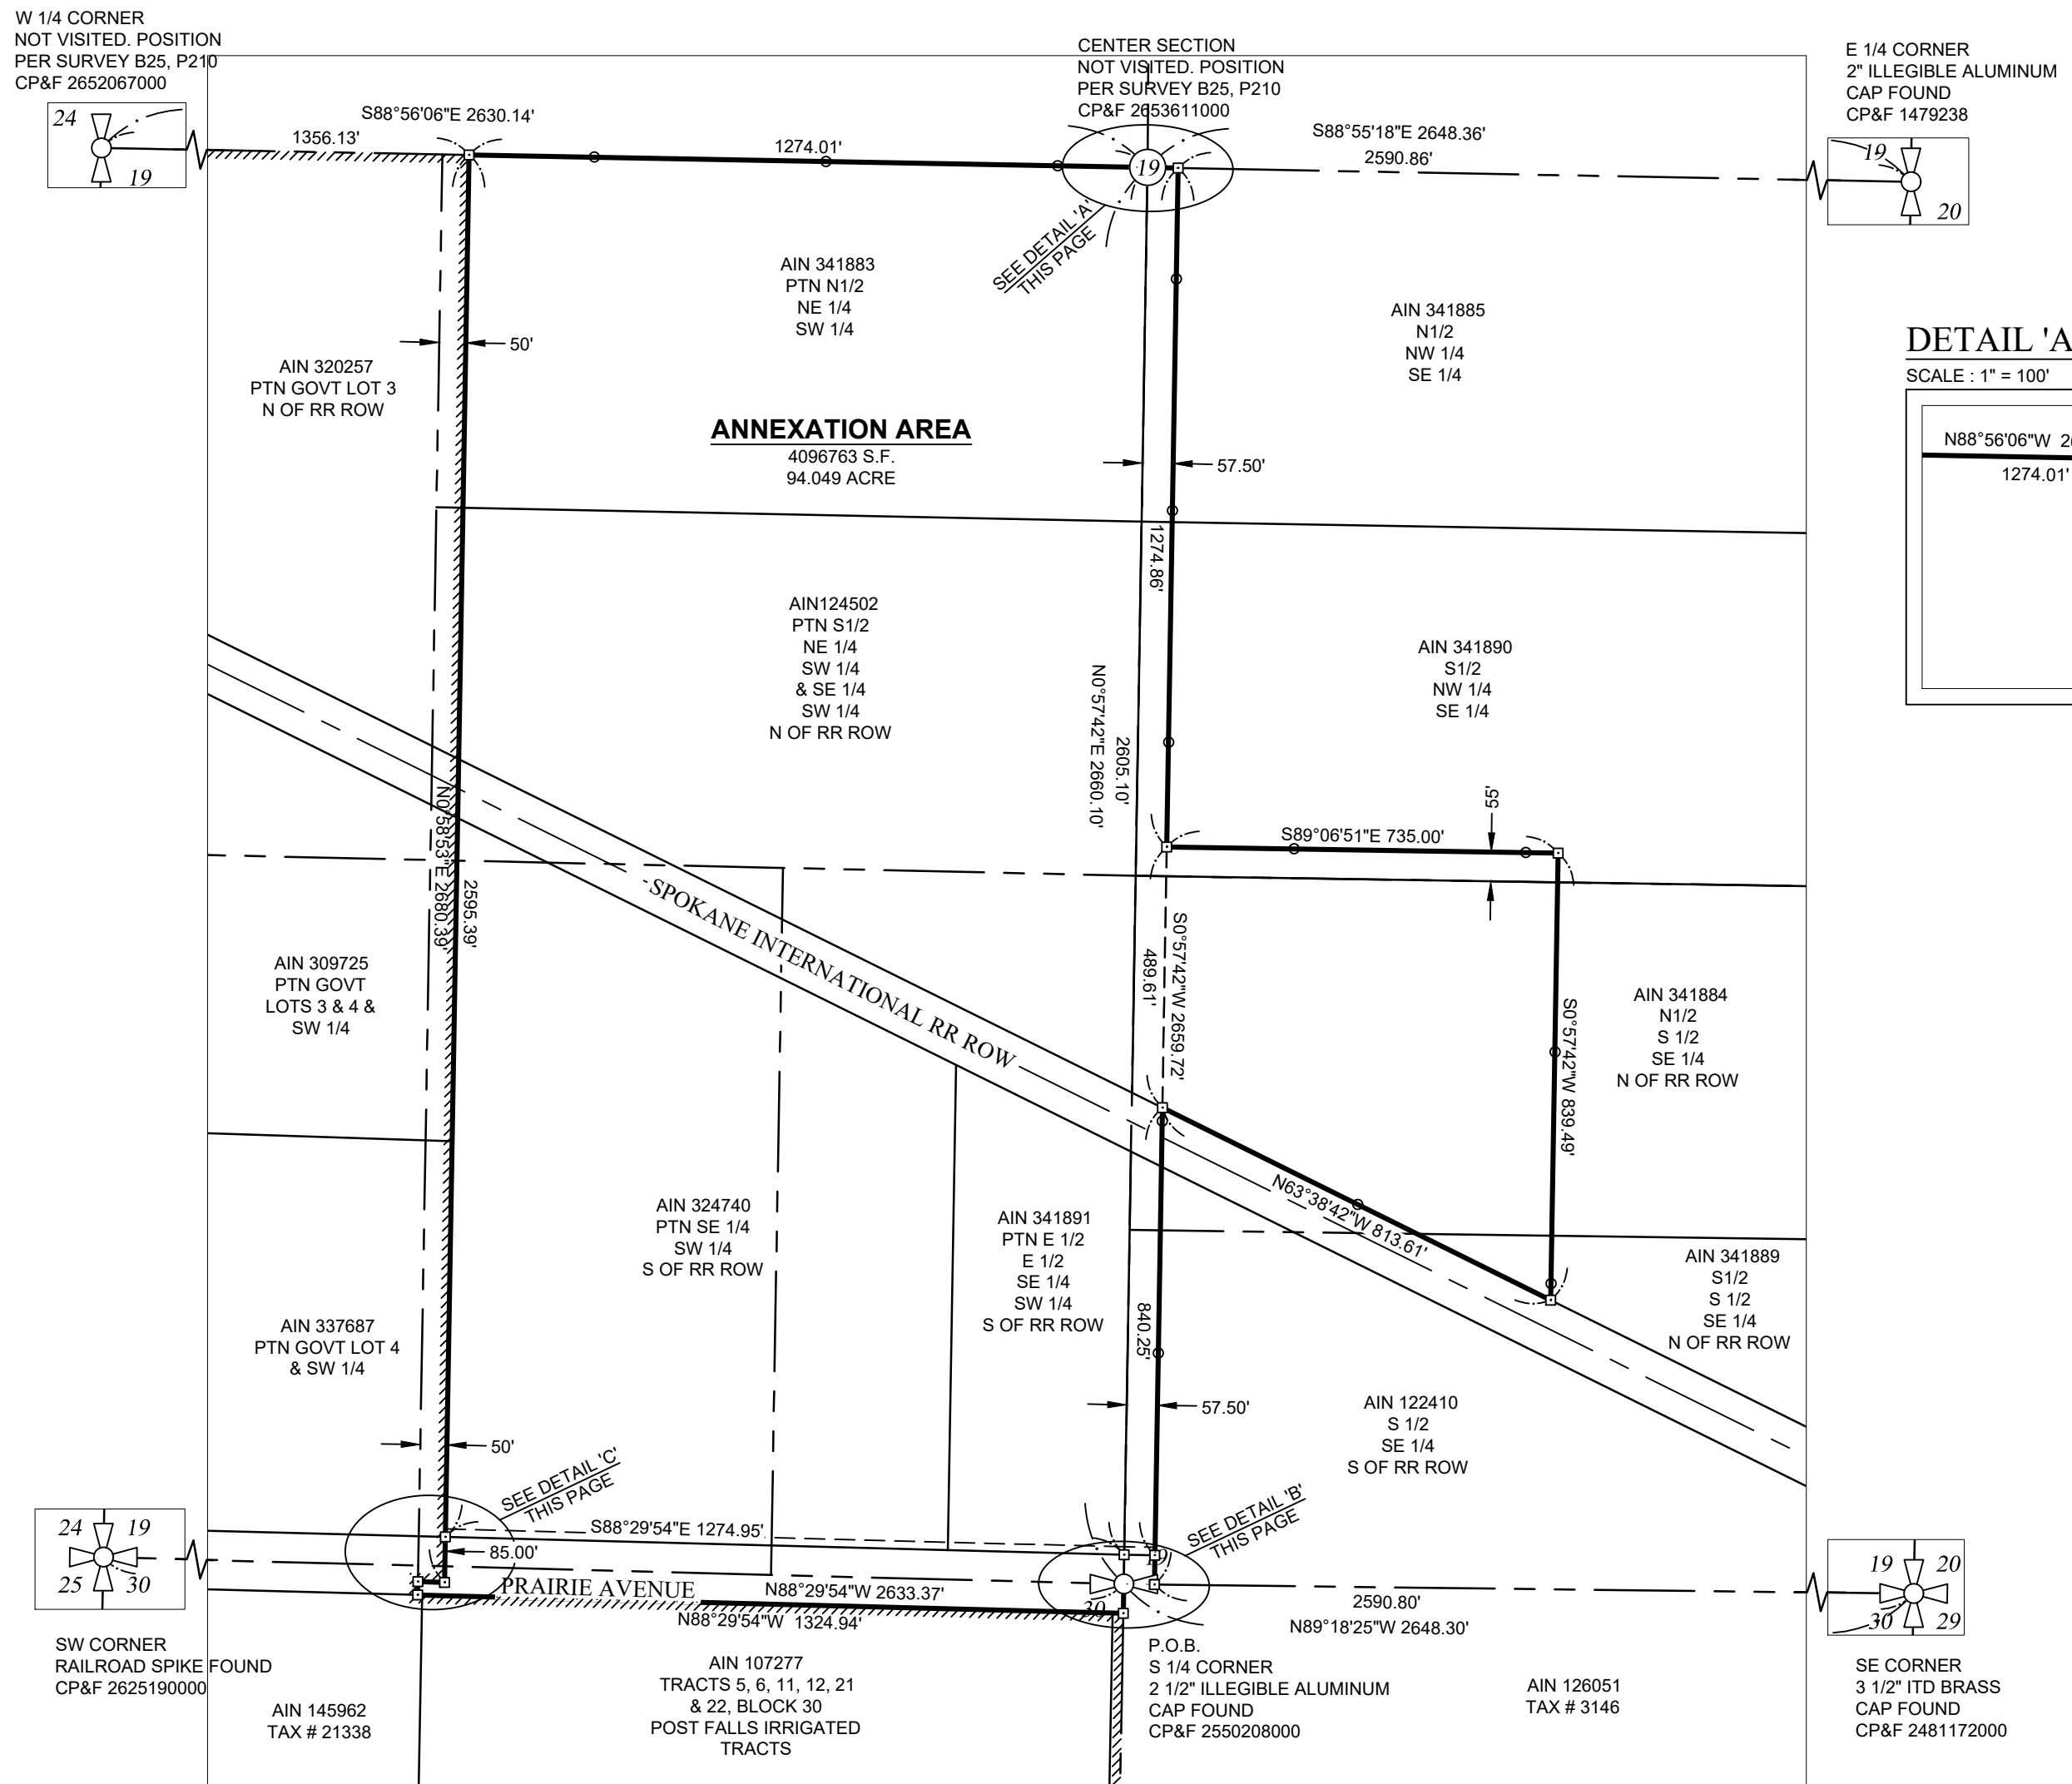 W 1/4 CORNER
NOT VISITED. POSITION
PER SURVEY B25, P210
CP&F 2652067000
24
19
S88°56'06"E 2630.14'
1356.13'
1274.01'
CENTER SECTION
NOT VISITED. POSITION
PER SURVEY B25, P210
CP&F 2653611000
19
SEE DETAIL 'A'
THIS PAGE
S88°55'18"E 2648.36'
2590.86'
E 1/4 CORNER
2" ILLEGIBLE ALUMINUM
CAP FOUND
CP&F 1479238
19
20
AIN 341883
PTN N1/2
NE 1/4
SW 1/4
AIN 341885
N1/2
NW 1/4
SE 1/4
DETAIL 'A
SCALE : 1" = 100'
N88°56'06"W
1274.01'
50'
AIN 320257
PTN GOVT LOT 3
N OF RR ROW
ANNEXATION AREA
4096763 S.F.
94.049 ACRE
57.50'
1274.86'
AIN124502
PTN S1/2
NE 1/4
SW 1/4
& SE 1/4
SW 1/4
N OF RR ROW
AIN 341890
S1/2
NW 1/4
SE 1/4
N0°57'42"E 2660.10'
2605.10'
N0°58'53"E 2680.39'
2595.39'
55'
S89°06'51"E 735.00'
SPOKANE INTERNATIONAL RR ROW
S0°57'42"W 2659.72'
489.61'
AIN 309725
PTN GOVT
LOTS 3 & 4 &
SW 1/4
S0°57'42"W 839.49'
AIN 341884
N1/2
S 1/2
SE 1/4
N OF RR ROW
N63°38'42"W 813.61'
AIN 324740
PTN SE 1/4
SW 1/4
S OF RR ROW
AIN 341891
PTN E 1/2
E 1/2
SE 1/4
SW 1/4
S OF RR ROW
AIN 341889
S1/2
S 1/2
SE 1/4
N OF RR ROW
840.25'
AIN 337687
PTN GOVT LOT 4
& SW 1/4
57.50'
AIN 122410
S 1/2
SE 1/4
S OF RR ROW
50'
SEE DETAIL 'C'
THIS PAGE
SEE DETAIL 'B'
THIS PAGE
24
19
25
30
S88°29'54"E 1274.95'
85.00'
19
30
PRAIRIE AVENUE
N88°29'54"W 2633.37'
N88°29'54"W 1324.94'
2590.80'
N89°18'25"W 2648.30'
19
20
30
29
SW CORNER
RAILROAD SPIKE FOUND
CP&F 2625190000
P.O.B.
S 1/4 CORNER
2 1/2" ILLEGIBLE ALUMINUM
CAP FOUND
CP&F 2550208000
SE CORNER
3 1/2" ITD BRASS
CAP FOUND
CP&F 2481172000
AIN 145962
TAX # 21338
AIN 107277
TRACTS 5, 6, 11, 12, 21
& 22, BLOCK 30
POST FALLS IRRIGATED
TRACTS
AIN 126051
TAX # 3146